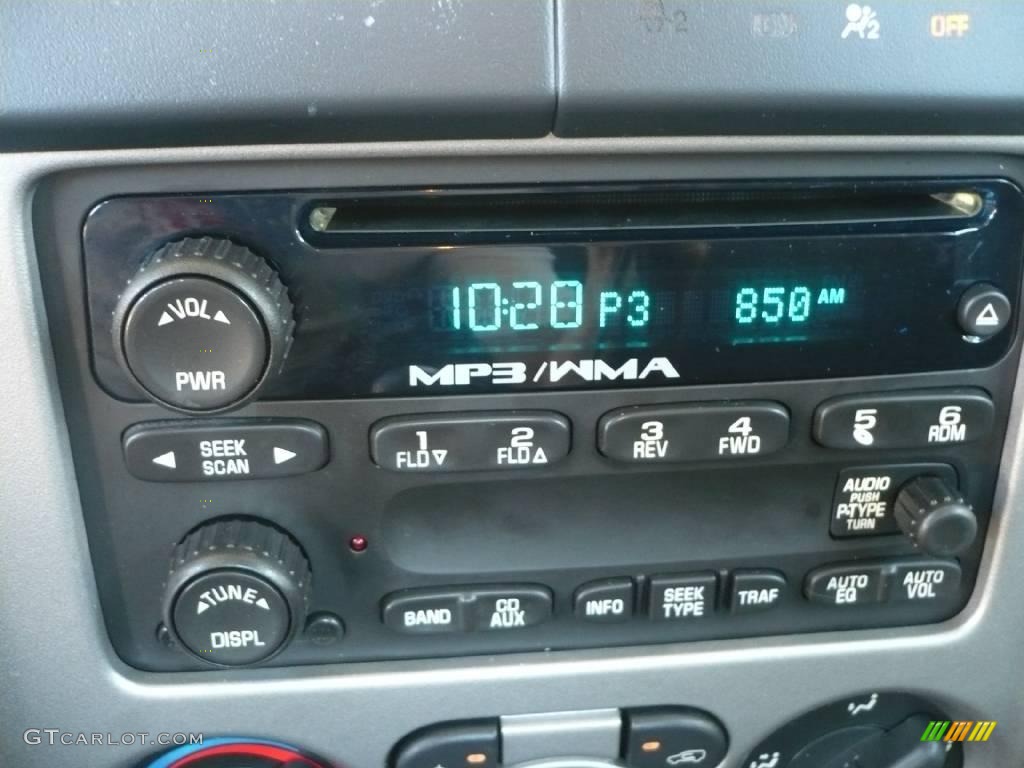 2
OFF
10:28 P3 850 AM
MP3/WMA
VOL
PWR
SEEK
SCAN
1
FLD
2
FLD
3
REV
4
FWD
5
6
RDM
AUDIO
PUSH
P-TYPE
TURN
TUNE
DISPL
BAND
CD
AUX
INFO
SEEK
TYPE
TRAF
AUTO
EQ
AUTO
VOL
GTCARLOT.COM